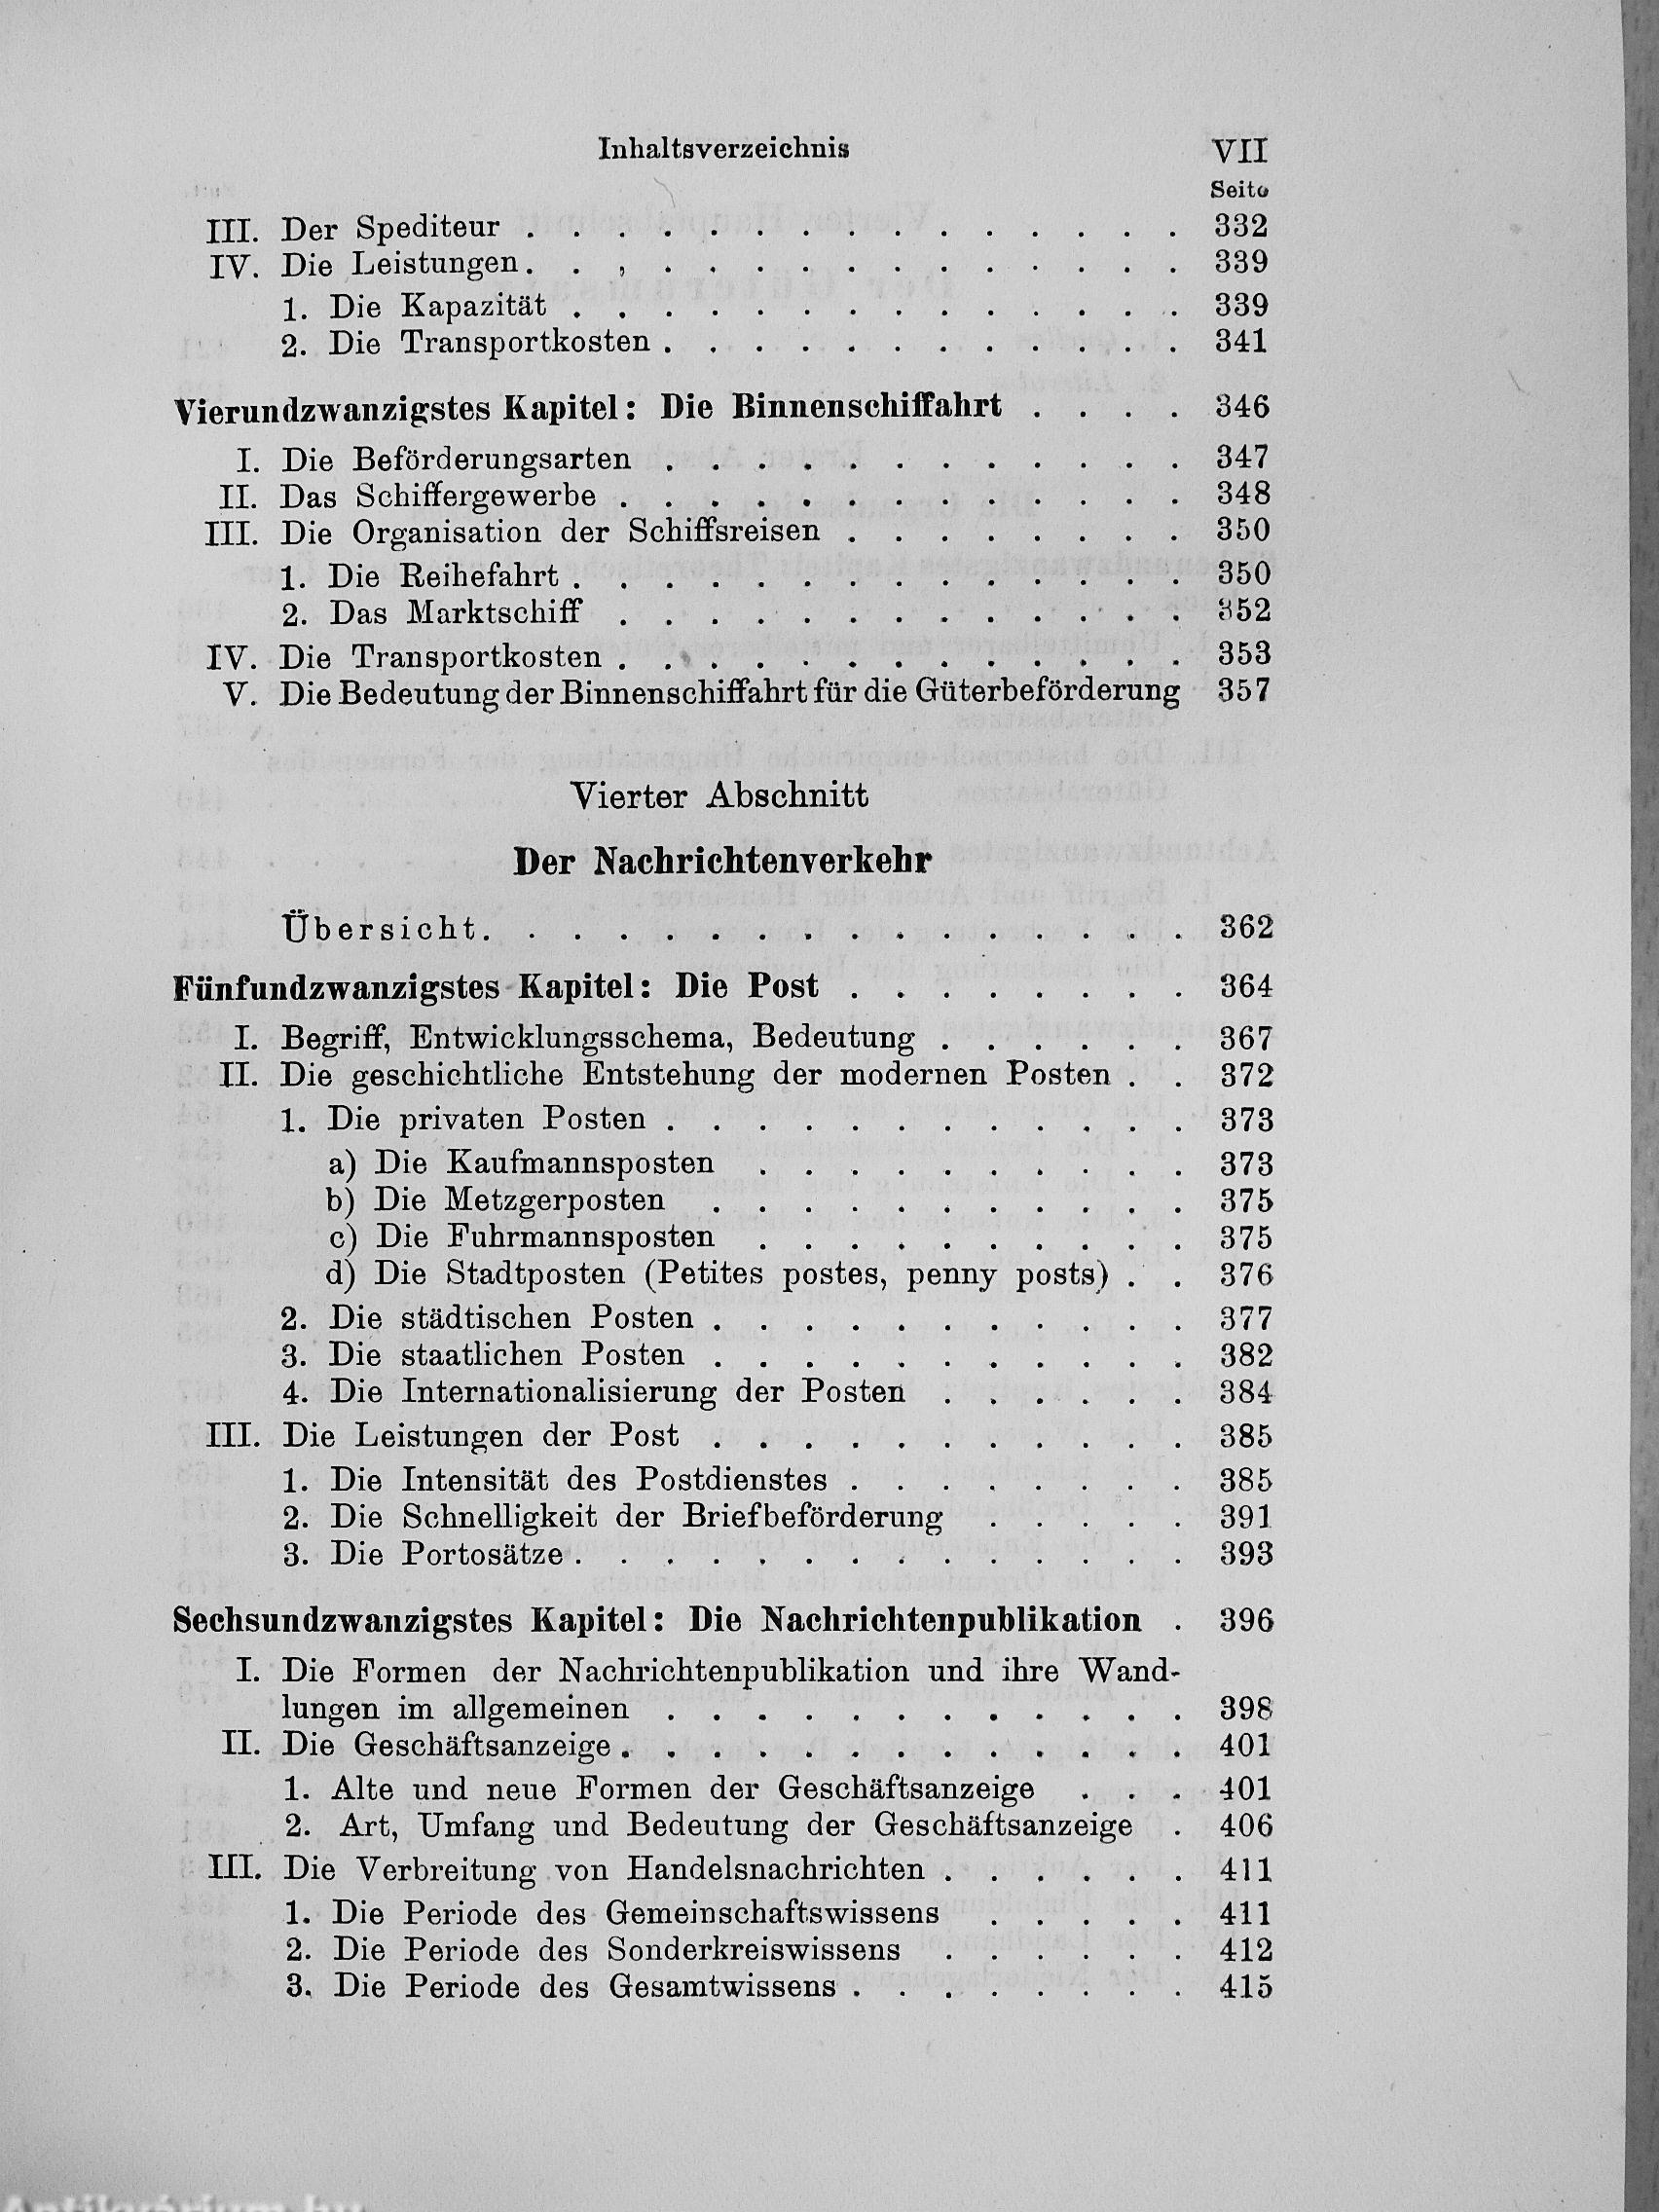 Inhaltsverzeichnis VII
Seite
III. Der Spediteur . . . . . . . . . . . . . . . 332
IV. Die Leistungen . . . . . . . . . . . . . . . 339
1. Die Kapazität . . . . . . . . . . . . . . 339
2. Die Transportkosten . . . . . . . . . . . . 341
Vierundzwanzigstes Kapitel: Die Binnenschiffahrt . . . . 346
I. Die Beförderungsarten . . . . . . . . . . . . 347
II. Das Schiffergewerbe . . . . . . . . . . . . . 348
III. Die Organisation der Schiffsreisen . . . . . . . . 350
1. Die Reihefahrt . . . . . . . . . . . . . . 350
2. Das Marktschiff . . . . . . . . . . . . . 352
IV. Die Transportkosten . . . . . . . . . . . . . 353
V. Die Bedeutung der Binnenschiffahrt für die Güterbeförderung 357
Vierter Abschnitt
Der Nachrichtenverkehr
Übersicht . . . . . . . . . . . . . . . . 362
Fünfundzwanzigstes Kapitel: Die Post . . . . . . . . 364
I. Begriff, Entwicklungsschema, Bedeutung . . . . . . 367
II. Die geschichtliche Entstehung der modernen Posten . . 372
1. Die privaten Posten . . . . . . . . . . . . 373
a) Die Kaufmannsposten . . . . . . . . . . 373
b) Die Metzgerposten . . . . . . . . . . . 375
c) Die Fuhrmannsposten . . . . . . . . . . 375
d) Die Stadtposten (Petites postes, penny posts) . . 376
2. Die städtischen Posten . . . . . . . . . . . 377
3. Die staatlichen Posten . . . . . . . . . . . 382
4. Die Internationalisierung der Posten . . . . . . 384
III. Die Leistungen der Post . . . . . . . . . . . 385
1. Die Intensität des Postdienstes . . . . . . . . 385
2. Die Schnelligkeit der Briefbeförderung . . . . . 391
3. Die Portosätze . . . . . . . . . . . . . . 393
Sechsundzwanzigstes Kapitel: Die Nachrichtenpublikation . 396
I. Die Formen der Nachrichtenpublikation und ihre Wand-
lungen im allgemeinen . . . . . . . . . . . . 398
II. Die Geschäftsanzeige . . . . . . . . . . . . . 401
1. Alte und neue Formen der Geschäftsanzeige . . . 401
2. Art, Umfang und Bedeutung der Geschäftsanzeige . 406
III. Die Verbreitung von Handelsnachrichten . . . . . . 411
1. Die Periode des Gemeinschaftswissens . . . . . 411
2. Die Periode des Sonderkreiswissens . . . . . . 412
3. Die Periode des Gesamtwissens . . . . . . . . 415